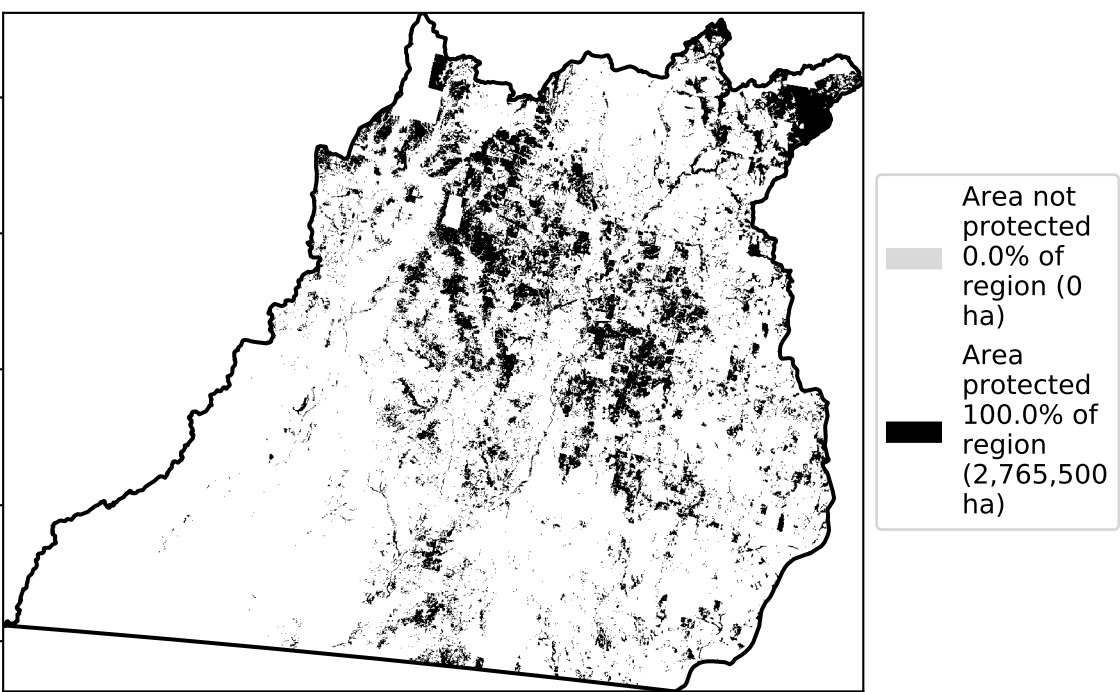 Area not
protected
0.0% of
region (0
ha)
Area
protected
100.0% of
region
(2,765,500
ha)